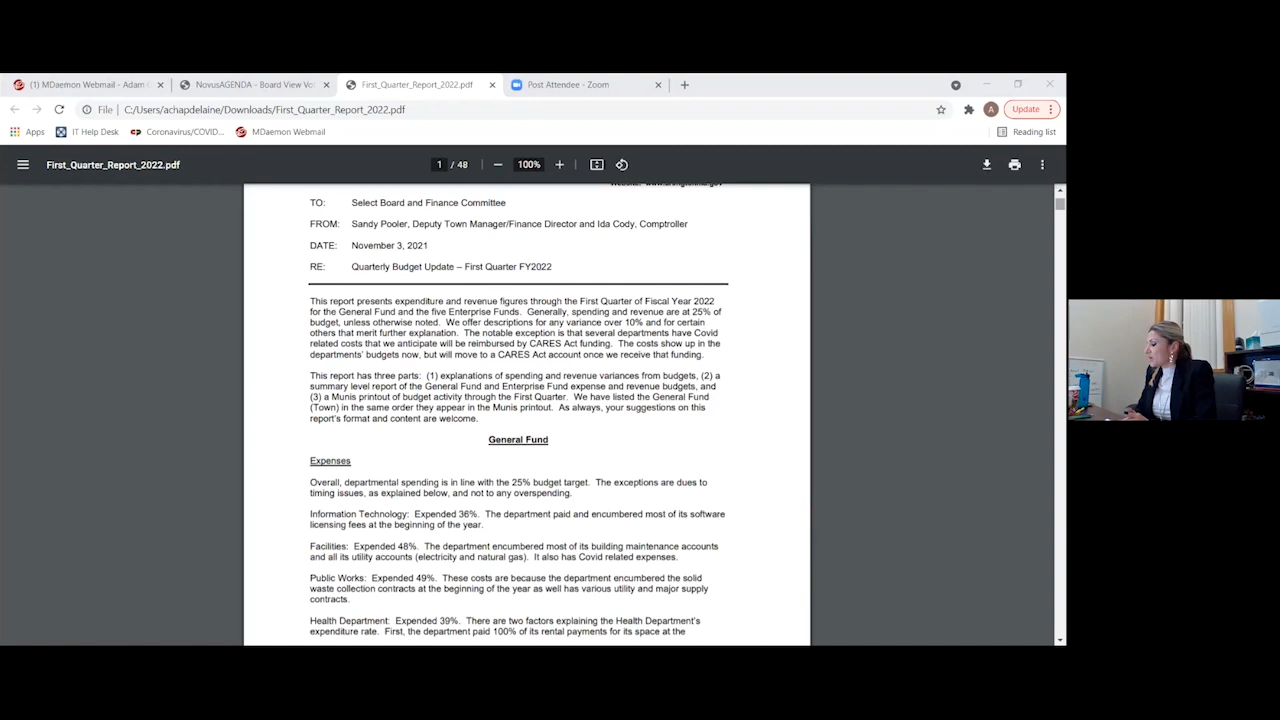 (1) MDaemon Webmail - Adam C
NovusAGENDA - Board View Vo
First_Quarter_Report_2022.pdf
Post Attendee - Zoom
File
C:/Users/achapdelaine/Downloads/First_Quarter_Report_2022.pdf
A
Update
Apps
IT Help Desk
Coronavirus/COVID...
MDaemon Webmail
Reading list
First_Quarter_Report_2022.pdf
1 / 48
100%
TO: Select Board and Finance Committee
FROM: Sandy Pooler, Deputy Town Manager/Finance Director and Ida Cody, Comptroller
DATE: November 3, 2021
RE: Quarterly Budget Update – First Quarter FY2022
This report presents expenditure and revenue figures through the First Quarter of Fiscal Year 2022
for the General Fund and the five Enterprise Funds. Generally, spending and revenue are at 25% of
budget, unless otherwise noted. We offer descriptions for any variance over 10% and for certain
others that merit further explanation. The notable exception is that several departments have Covid
related costs that we anticipate will be reimbursed by CARES Act funding. The costs show up in the
departments' budgets now, but will move to a CARES Act account once we receive that funding.
This report has three parts: (1) explanations of spending and revenue variances from budgets, (2) a
summary level report of the General Fund and Enterprise Fund expense and revenue budgets, and
(3) a Munis printout of budget activity through the First Quarter. We have listed the General Fund
(Town) in the same order they appear in the Munis printout. As always, your suggestions on this
report's format and content are welcome.
General Fund
Expenses
Overall, departmental spending is in line with the 25% budget target. The exceptions are dues to
timing issues, as explained below, and not to any overspending.
Information Technology: Expended 36%. The department paid and encumbered most of its software
licensing fees at the beginning of the year.
Facilities: Expended 48%. The department encumbered most of its building maintenance accounts
and all its utility accounts (electricity and natural gas). It also has Covid related expenses.
Public Works: Expended 49%. These costs are because the department encumbered the solid
waste collection contracts at the beginning of the year as well has various utility and major supply
contracts.
Health Department: Expended 39%. There are two factors explaining the Health Department's
expenditure rate. First, the department paid 100% of its rental payments for its space at the